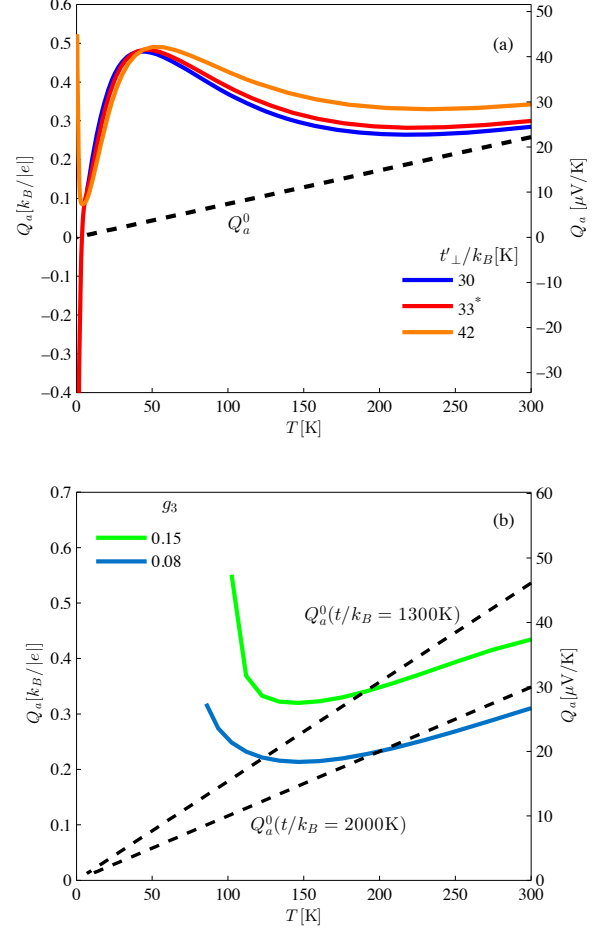 0.6
0.5
0.4
0.3
0.2
0.1
0
−0.1
−0.2
−0.3
−0.4
Q_a[k_B/|e|]
50
40
30
20
10
0
−10
−20
−30
Q_a [μV/K]
(a)
Q_a^0
t'_⊥/k_B[K]
30
33*
42
0 50 100 150 200 250 300
T[K]
0.7
0.6
0.5
0.4
0.3
0.2
0.1
0
Q_a[k_B/|e|]
60
50
40
30
20
10
0
Q_a[μV/K]
g_3
(b)
0.15
0.08
Q_a^0(t/k_B = 1300K)
Q_a^0(t/k_B = 2000K)
0 50 100 150 200 250 300
T[K]